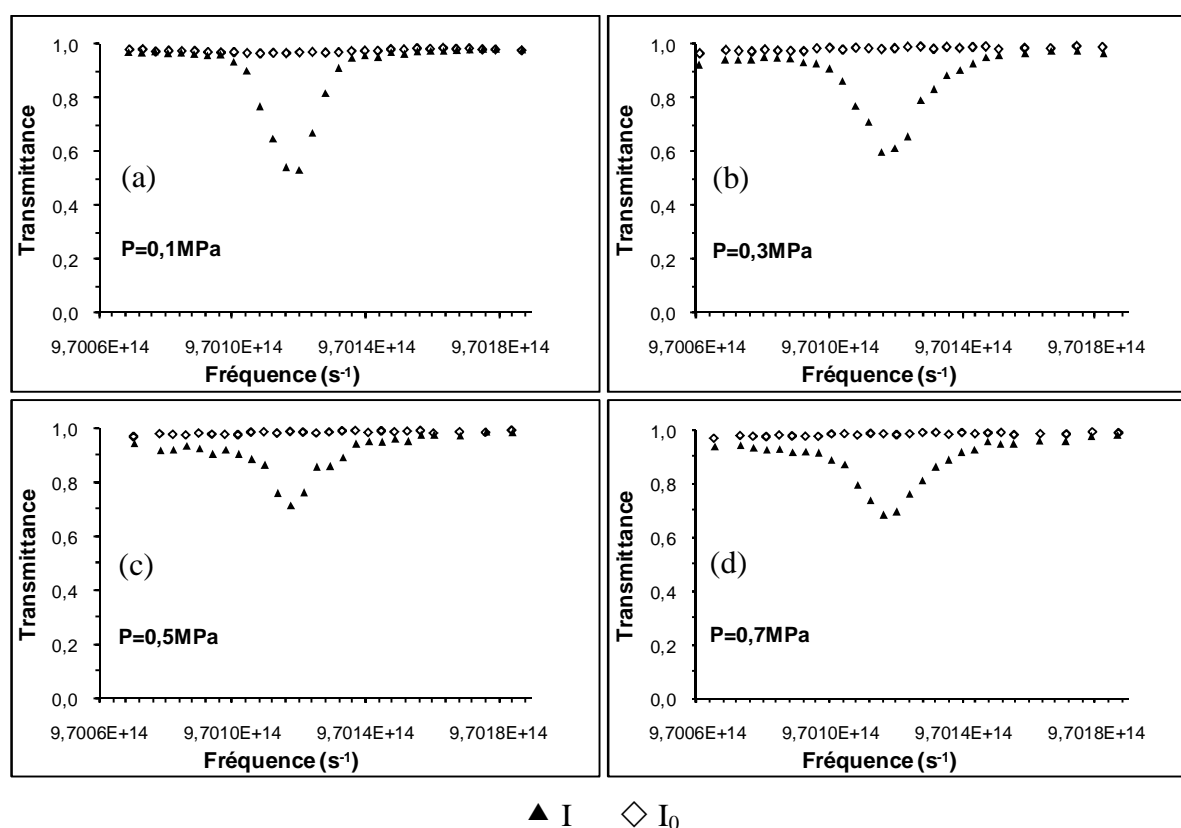 1,0
0,8
0,6
0,4
0,2
0,0
Transmittance
(a)
P=0,1MPa
9,7006E+14 9,7010E+14 9,7014E+14 9,7018E+14
Fréquence (s⁻¹)
1,0
0,8
0,6
0,4
0,2
0,0
Transmittance
(b)
P=0,3MPa
9,7006E+14 9,7010E+14 9,7014E+14 9,7018E+14
Fréquence (s⁻¹)
1,0
0,8
0,6
0,4
0,2
0,0
Transmittance
(c)
P=0,5MPa
9,7006E+14 9,7010E+14 9,7014E+14 9,7018E+14
Fréquence (s⁻¹)
1,0
0,8
0,6
0,4
0,2
0,0
Transmittance
(d)
P=0,7MPa
9,7006E+14 9,7010E+14 9,7014E+14 9,7018E+14
Fréquence (s⁻¹)
▲ I ◇ I₀